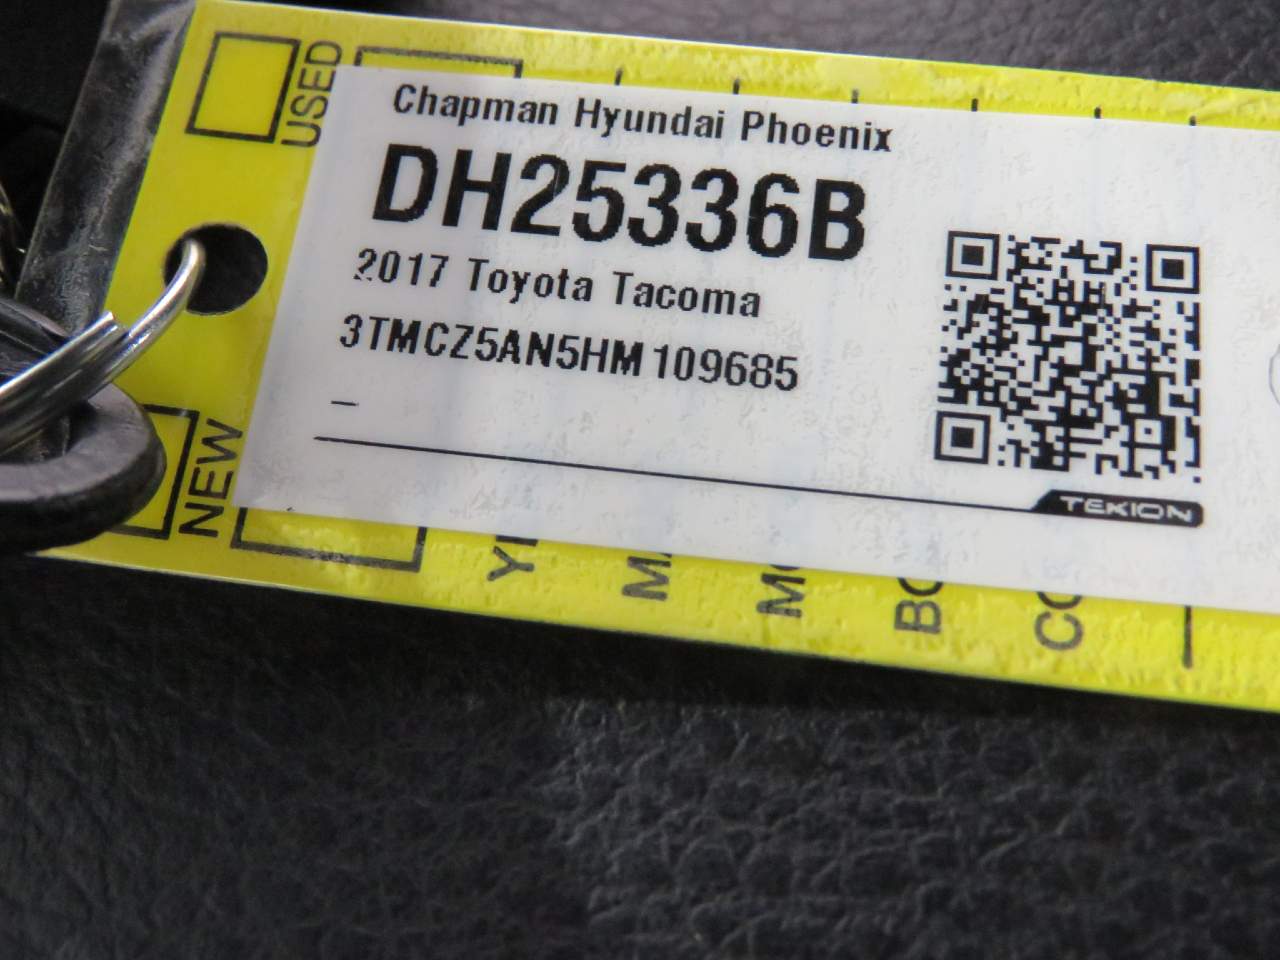 USED
Chapman Hyundai Phoenix
DH25336B
2017 Toyota Tacoma
3TMCZ5AN5HM109685
_
TEKION
NEW